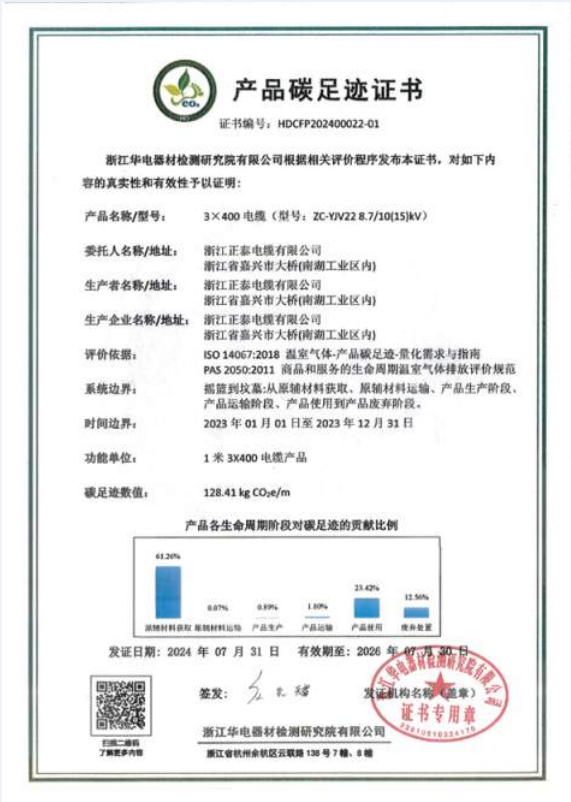 CO₂
产品碳足迹证书
证书编号：HDCFP202400022-01
浙江华电器材检测研究院有限公司根据相关评价程序发布本证书，对如下内
容的真实性和有效性予以证明：
产品名称/型号： 3×400 电缆（型号：ZC-YJV22 8.7/10(15)kV）
委托人名称/地址： 浙江正泰电缆有限公司
浙江省嘉兴市大桥(南湖工业区内)
生产者名称/地址： 浙江正泰电缆有限公司
浙江省嘉兴市大桥(南湖工业区内)
生产企业名称/地址： 浙江正泰电缆有限公司
浙江省嘉兴市大桥(南湖工业区内)
评价依据： ISO 14067:2018 温室气体-产品碳足迹-量化需求与指南
PAS 2050:2011 商品和服务的生命周期温室气体排放评价规范
系统边界： 摇篮到坟墓:从原辅材料获取、原辅材料运输、产品生产阶段、
产品运输阶段、产品使用到产品废弃阶段。
时间边界： 2023 年 01 月 01 日至 2023 年 12 月 31 日
功能单位： 1 米 3X400 电缆产品
碳足迹数值： 128.41 kg CO₂e/m
产品各生命周期阶段对碳足迹的贡献比例
61.26% 0.07% 0.89% 1.80% 23.42% 12.56%
原辅材料获取 原辅材料运输 产品生产 产品运输 产品使用 废弃处置
发证日期：2024 年 07 月 31 日 有效期至：2026 年 07 月 30 日
签发： 发证机构名称（盖章）
浙江华电器材检测研究院有限公司
证书专用章
扫描二维码
了解更多内容
浙江华电器材检测研究院有限公司
浙江省杭州余杭区云联路 138 号 7 幢、8 幢